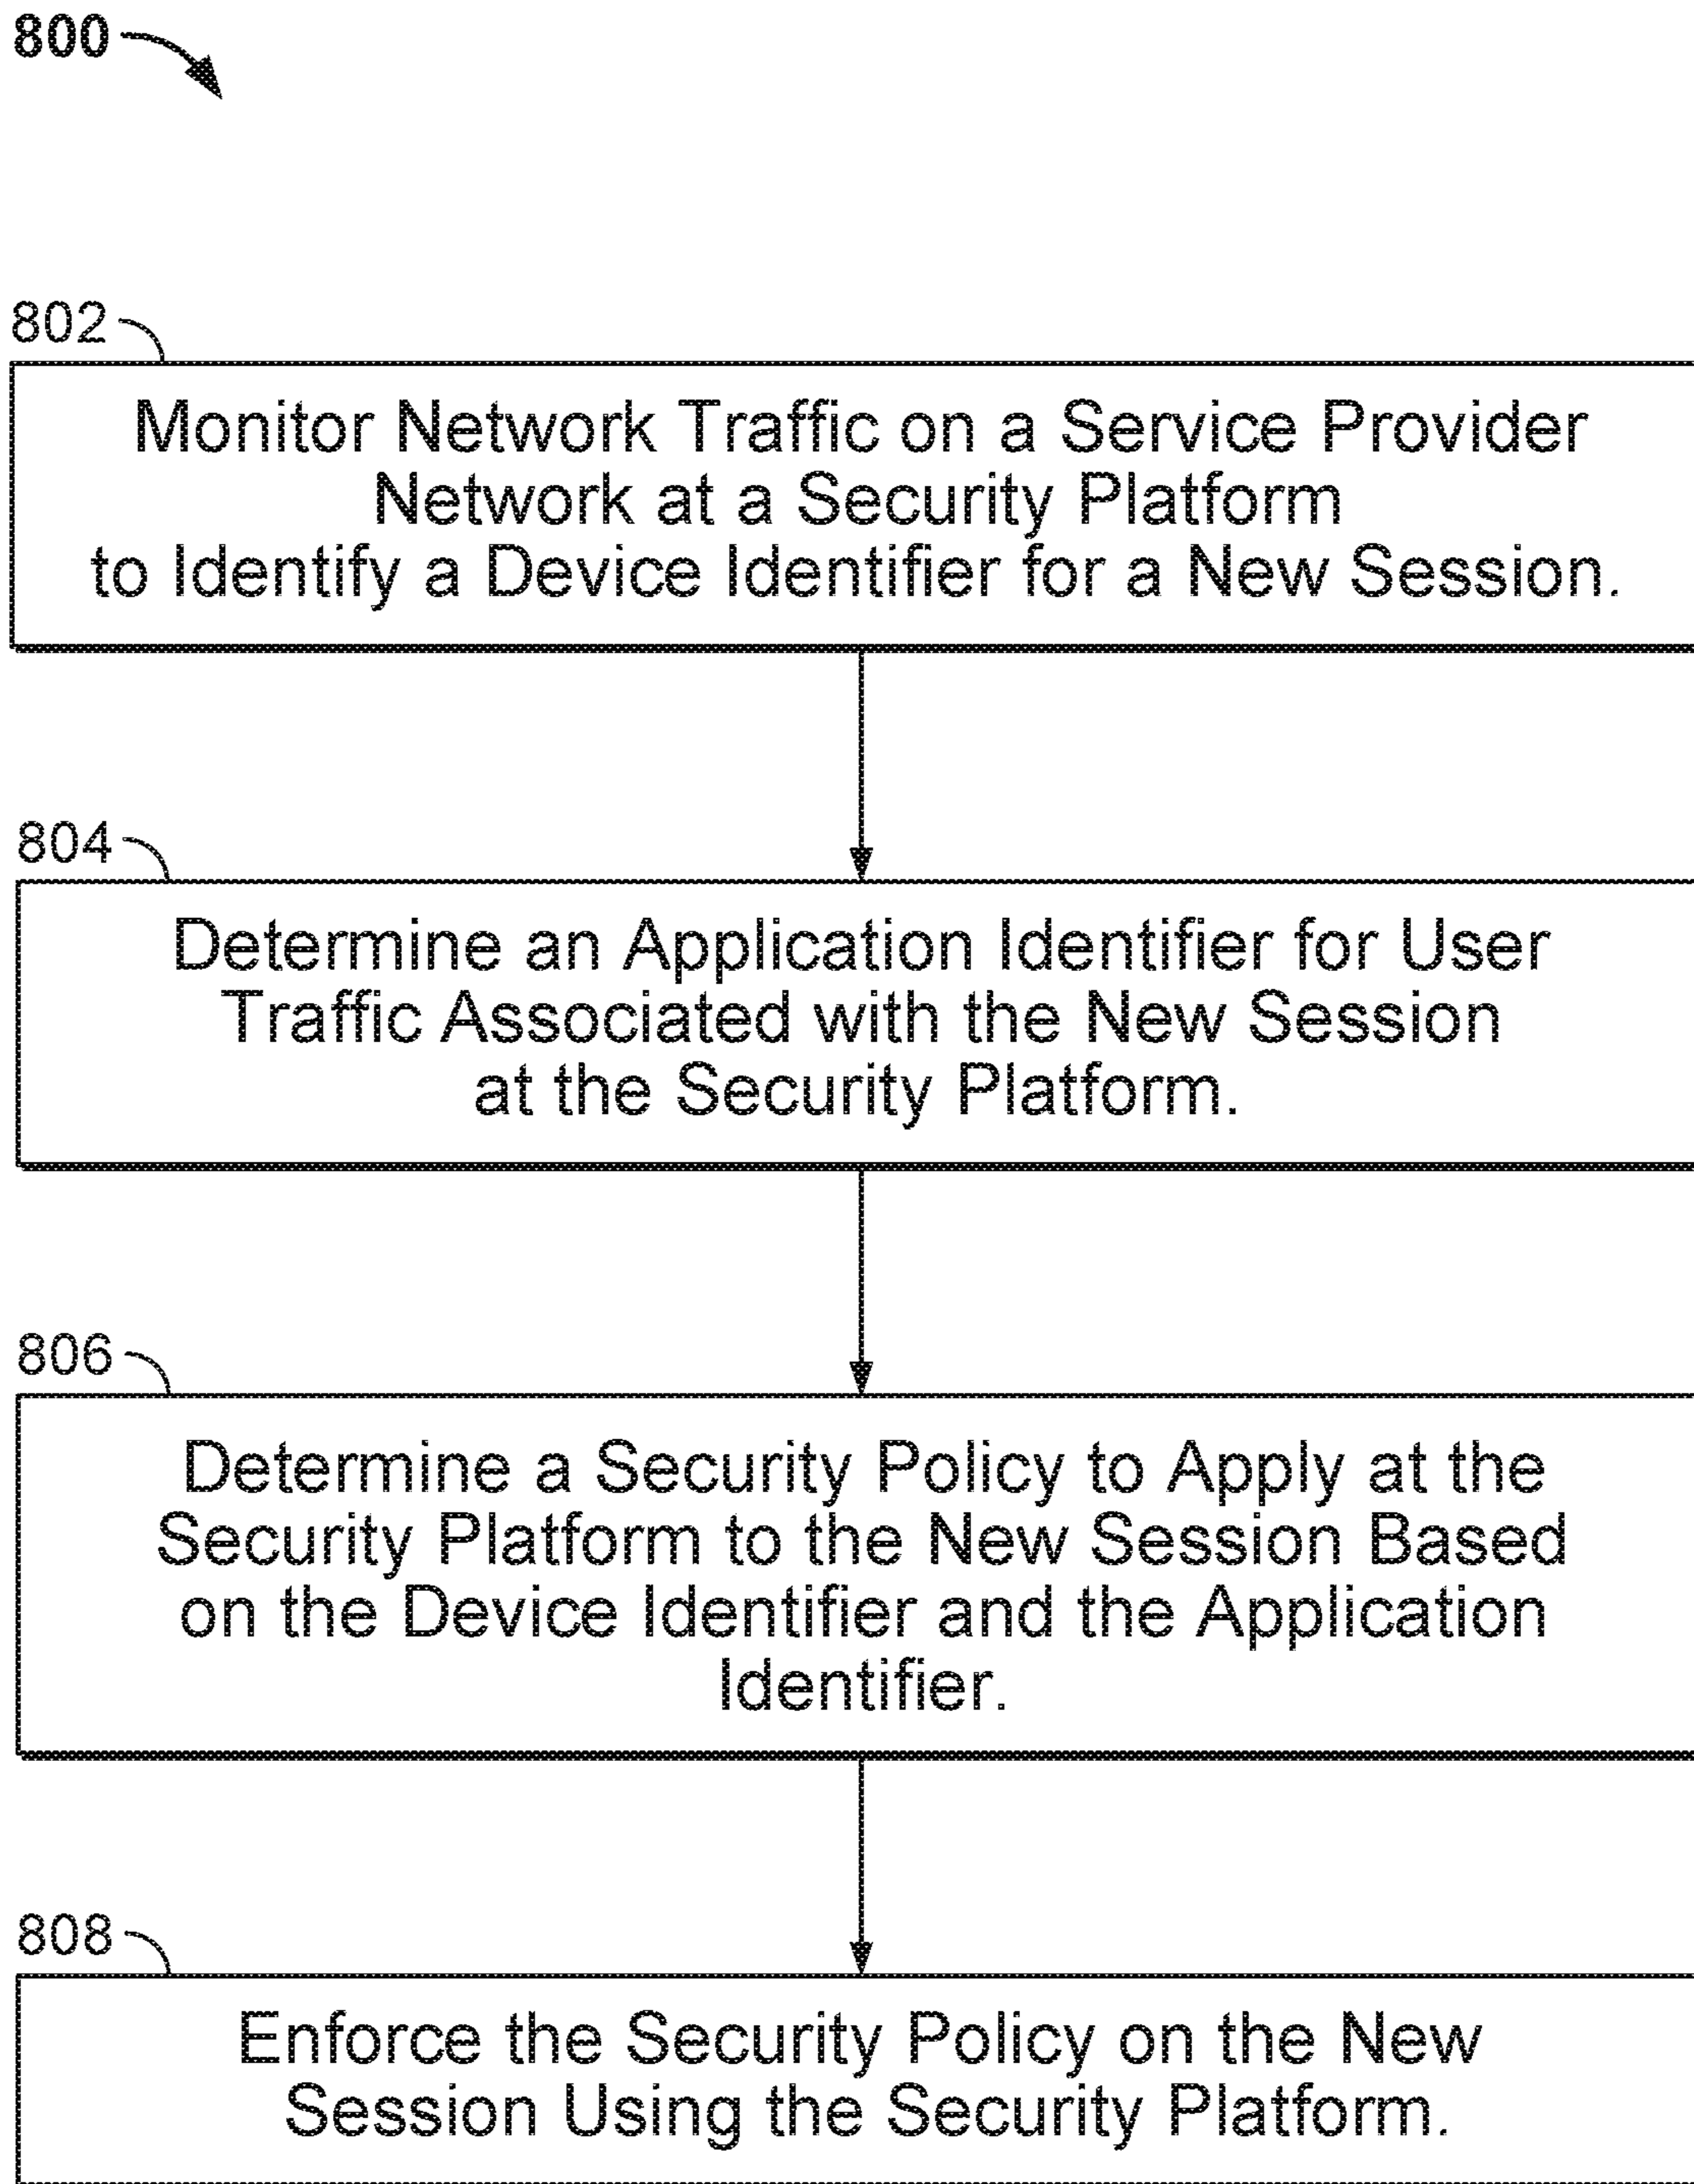 800
802
Monitor Network Traffic on a Service Provider
Network at a Security Platform
to Identify a Device Identifier for a New Session.
804
Determine an Application Identifier for User
Traffic Associated with the New Session
at the Security Platform.
806
Determine a Security Policy to Apply at the
Security Platform to the New Session Based
on the Device Identifier and the Application
Identifier.
808
Enforce the Security Policy on the New
Session Using the Security Platform.